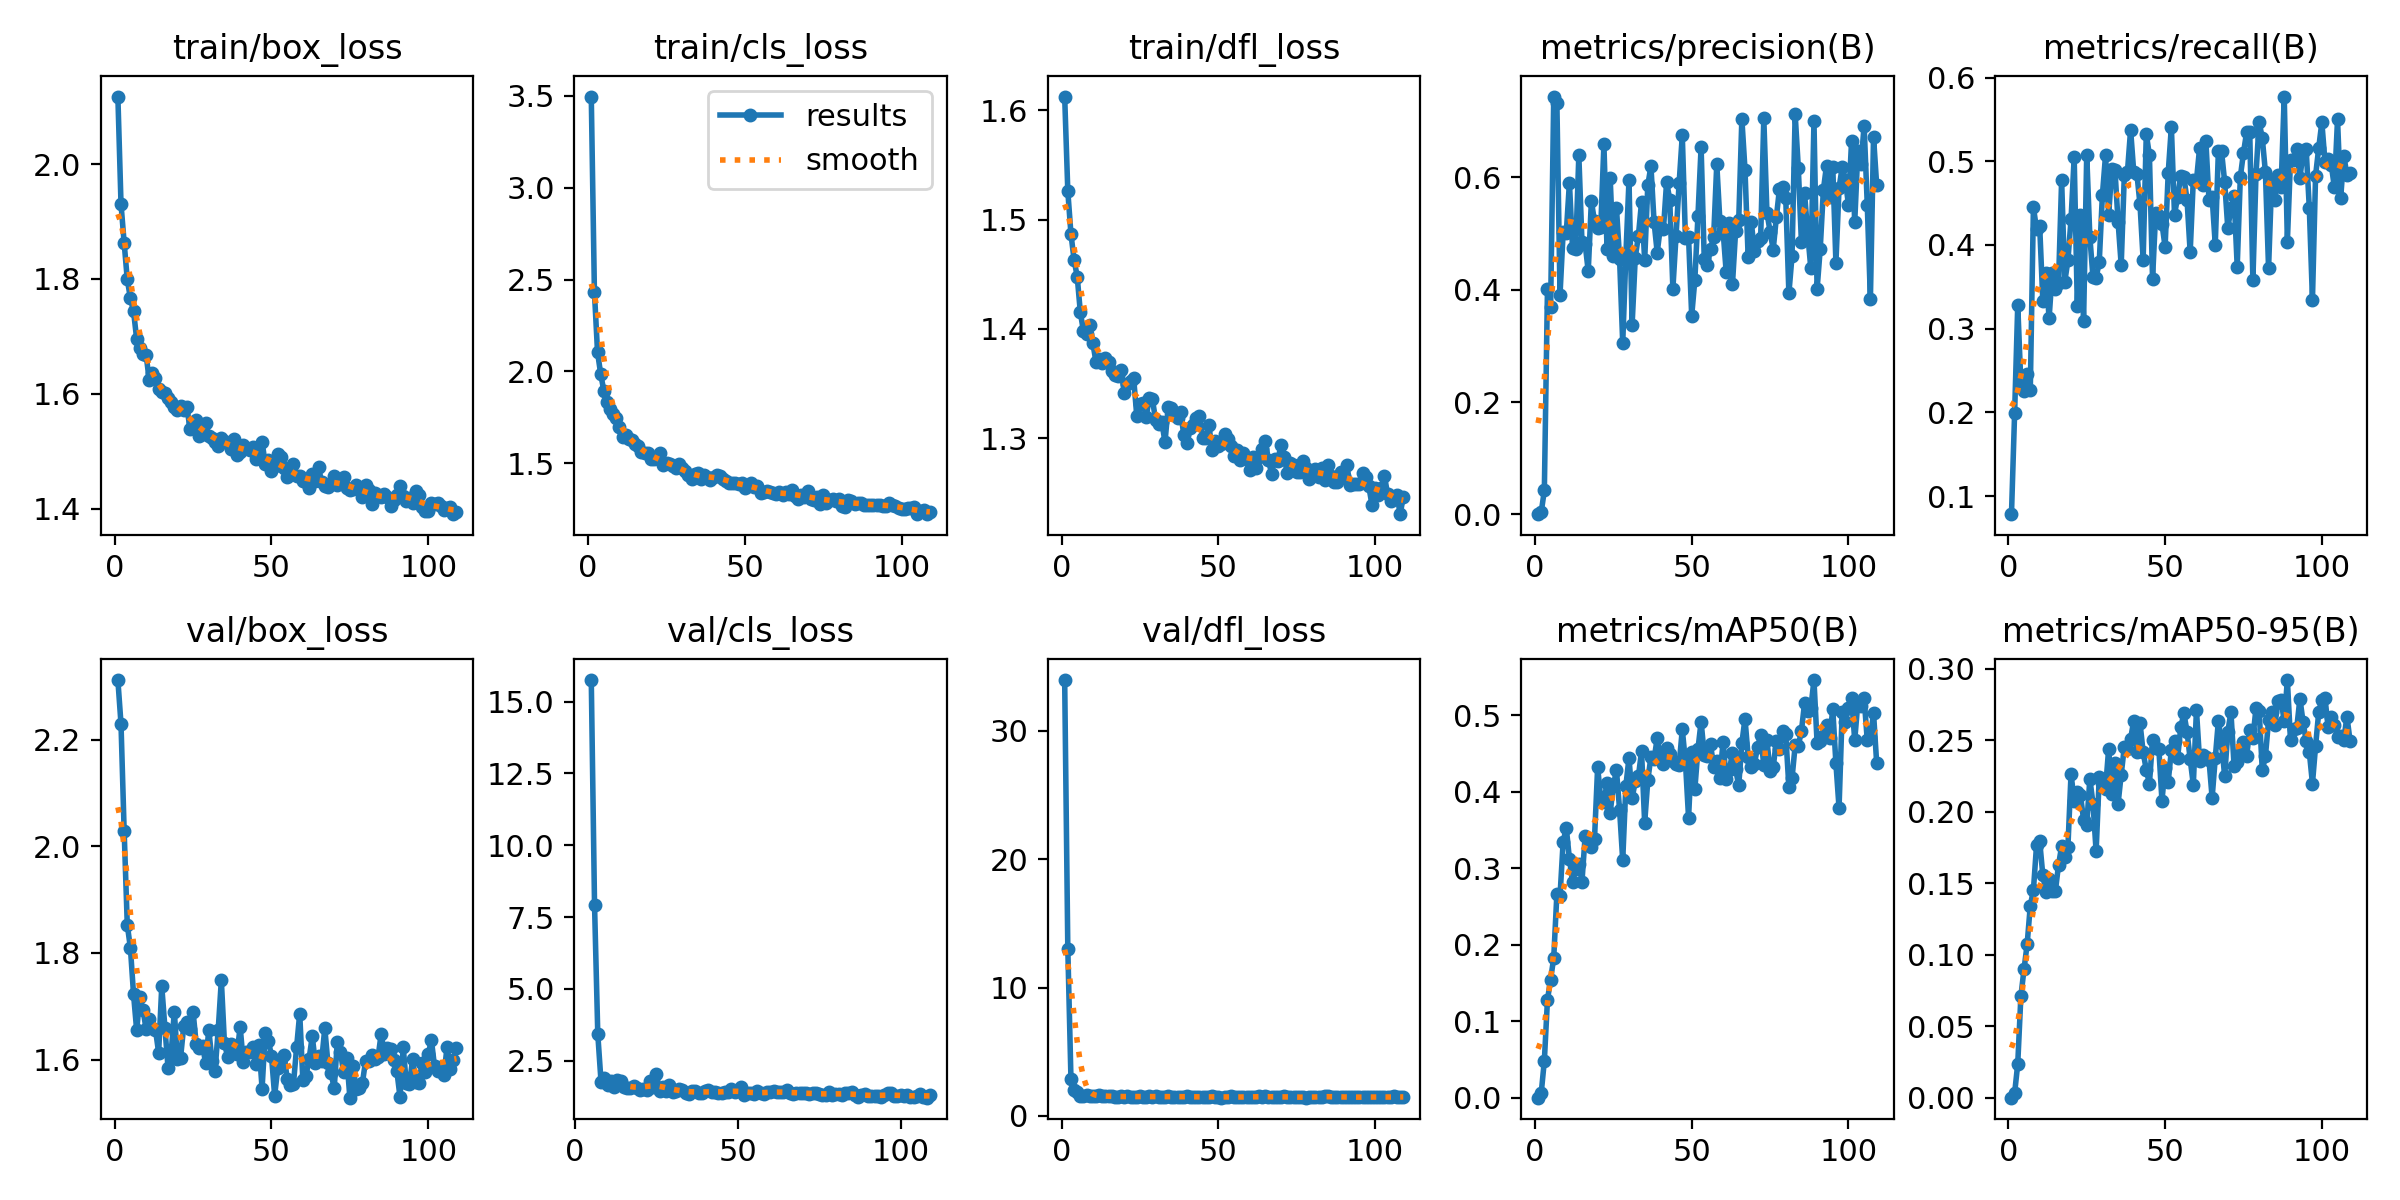 train/box_loss
2.0
1.8
1.6
1.4
0 50 100
train/cls_loss
3.5
3.0
2.5
2.0
1.5
results
smooth
0 50 100
train/dfl_loss
1.6
1.5
1.4
1.3
0 50 100
metrics/precision(B)
0.6
0.4
0.2
0.0
0 50 100
metrics/recall(B)
0.6
0.5
0.4
0.3
0.2
0.1
0 50 100
val/box_loss
2.2
2.0
1.8
1.6
0 50 100
val/cls_loss
15.0
12.5
10.0
7.5
5.0
2.5
0 50 100
val/dfl_loss
30
20
10
0
0 50 100
metrics/mAP50(B)
0.5
0.4
0.3
0.2
0.1
0.0
0 50 100
metrics/mAP50-95(B)
0.30
0.25
0.20
0.15
0.10
0.05
0.00
0 50 100